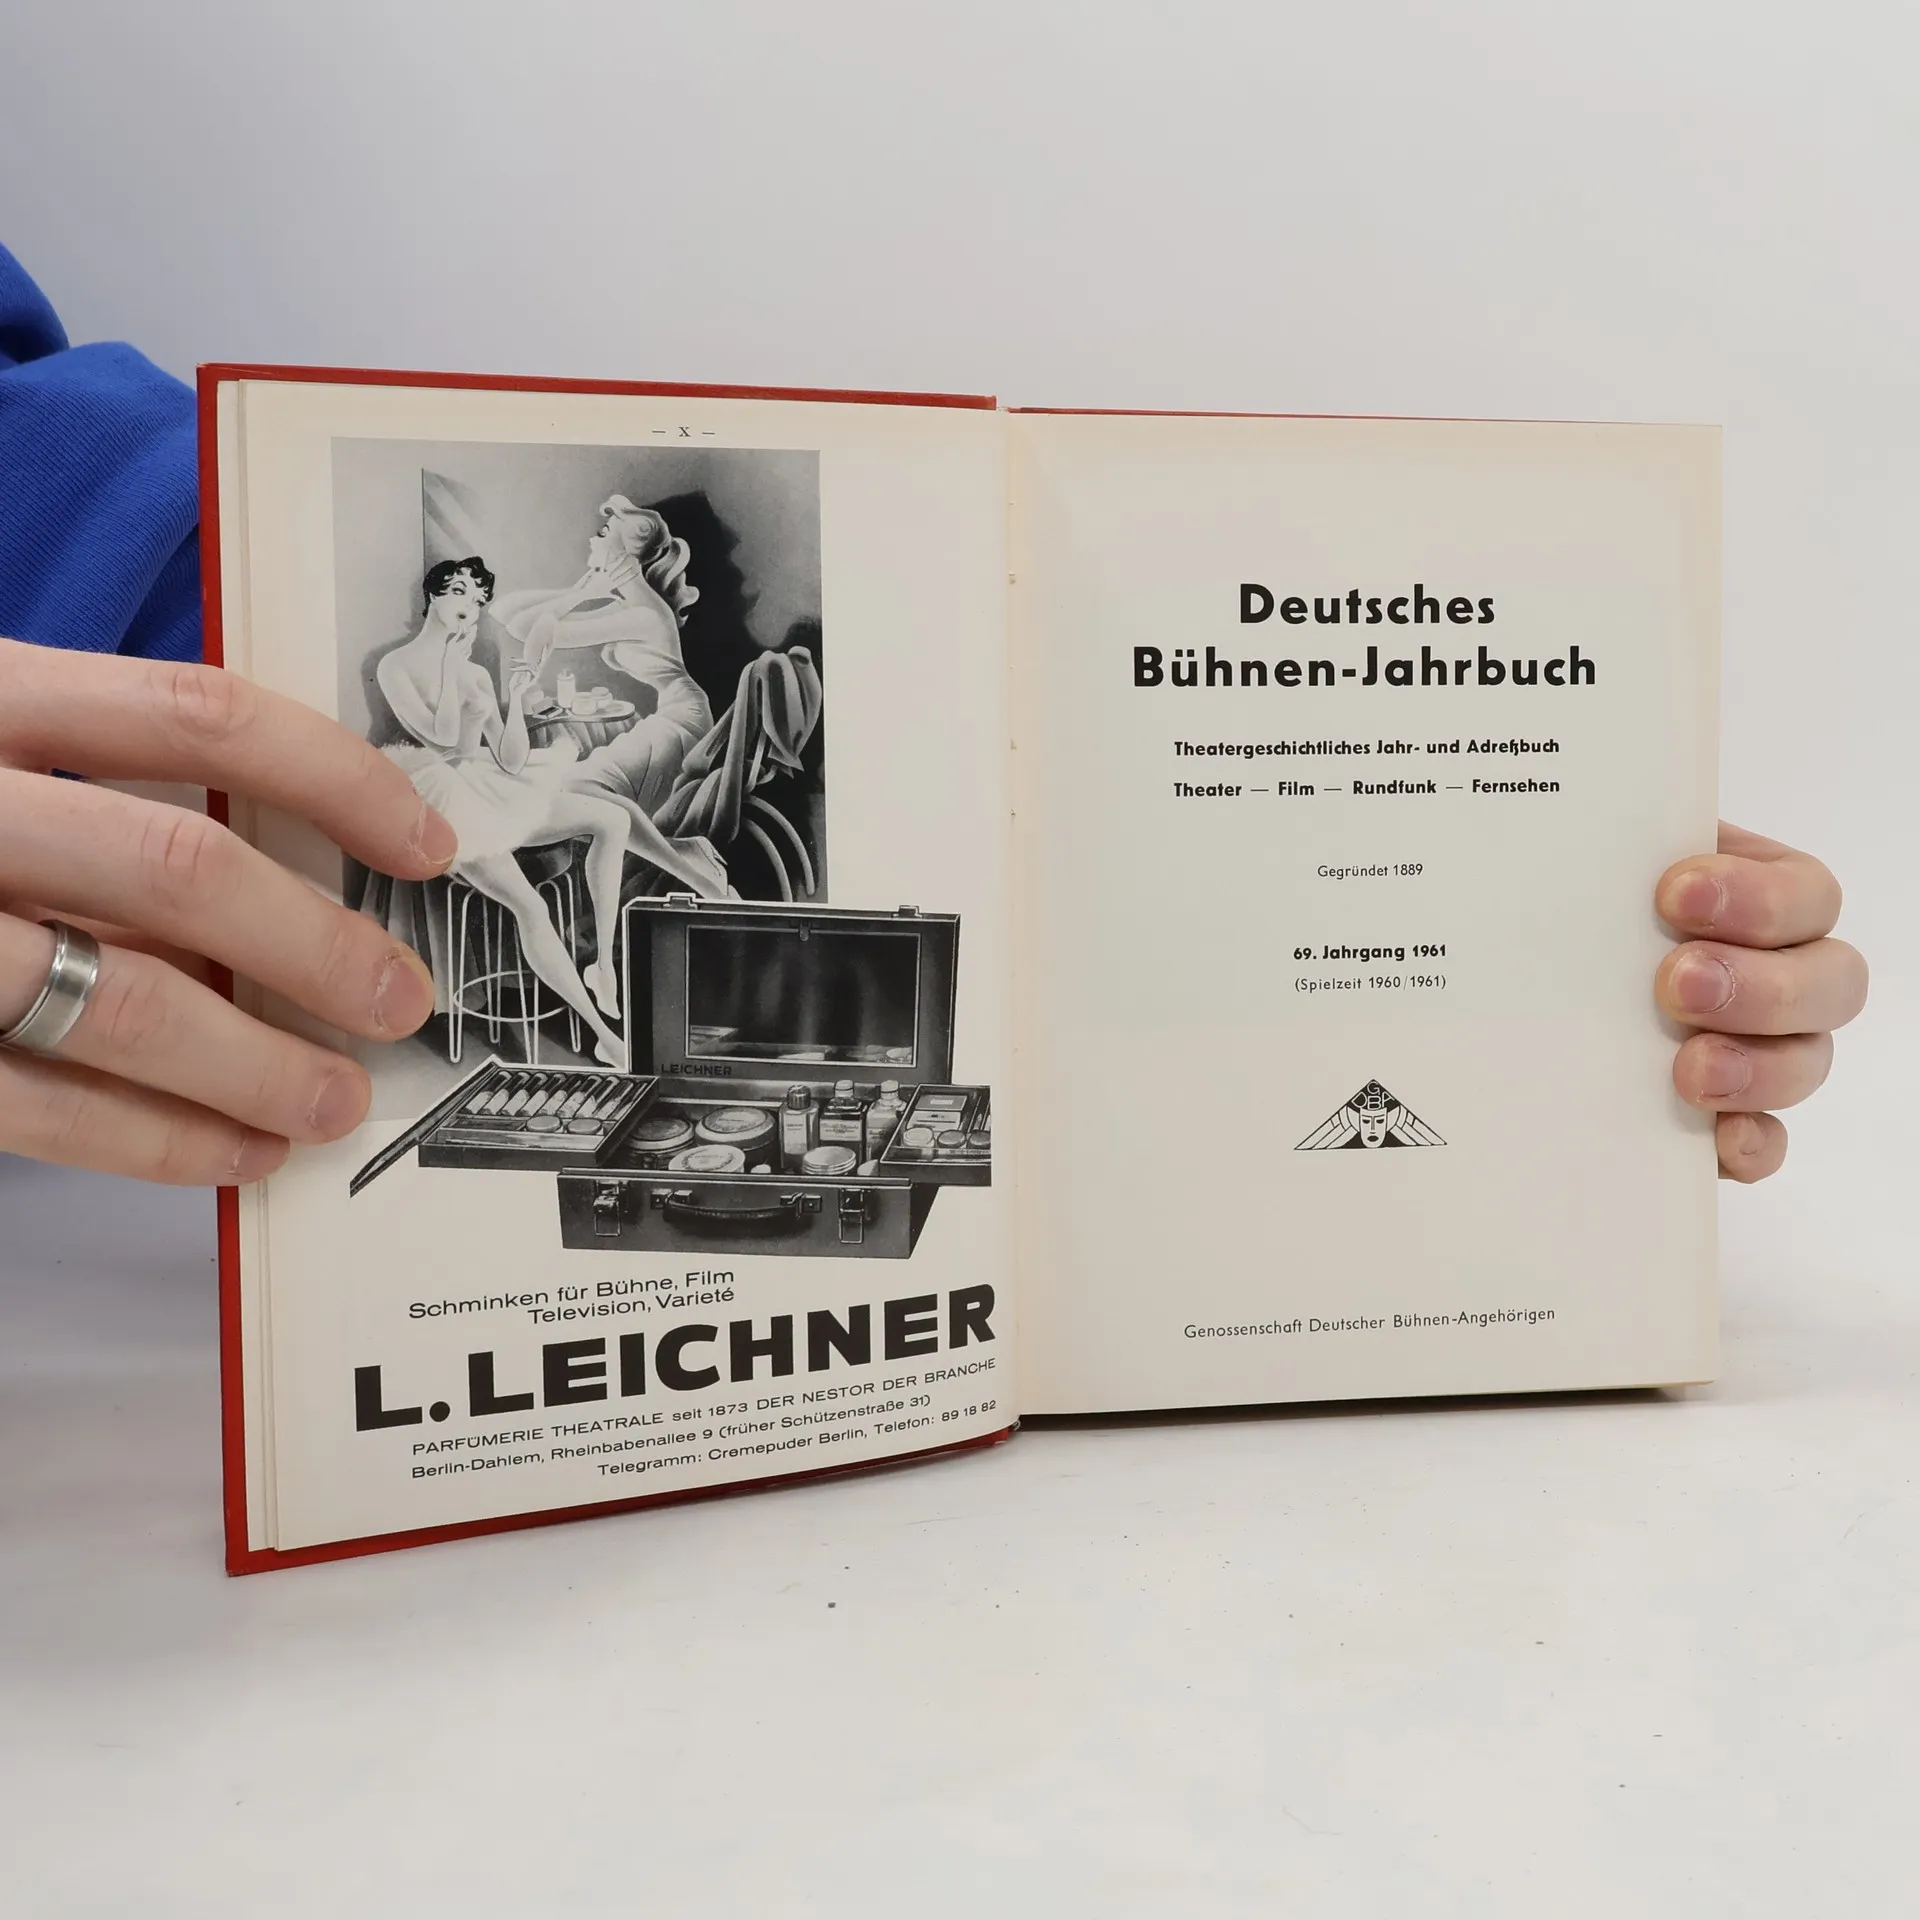 — X —
LEICHNER
Schminken für Bühne, Film
Television, Varieté
L. LEICHNER
PARFÜMERIE THEATRALE seit 1873 DER NESTOR DER BRANCHE
Berlin-Dahlem, Rheinbabenallee 9 (früher Schützenstraße 31)
Telegramm: Cremepuder Berlin, Telefon: 89 18 82
Deutsches
Bühnen-Jahrbuch
Theatergeschichtliches Jahr- und Adreßbuch
Theater — Film — Rundfunk — Fernsehen
Gegründet 1889
69. Jahrgang 1961
(Spielzeit 1960/1961)
G
DBA
Genossenschaft Deutscher Bühnen-Angehörigen